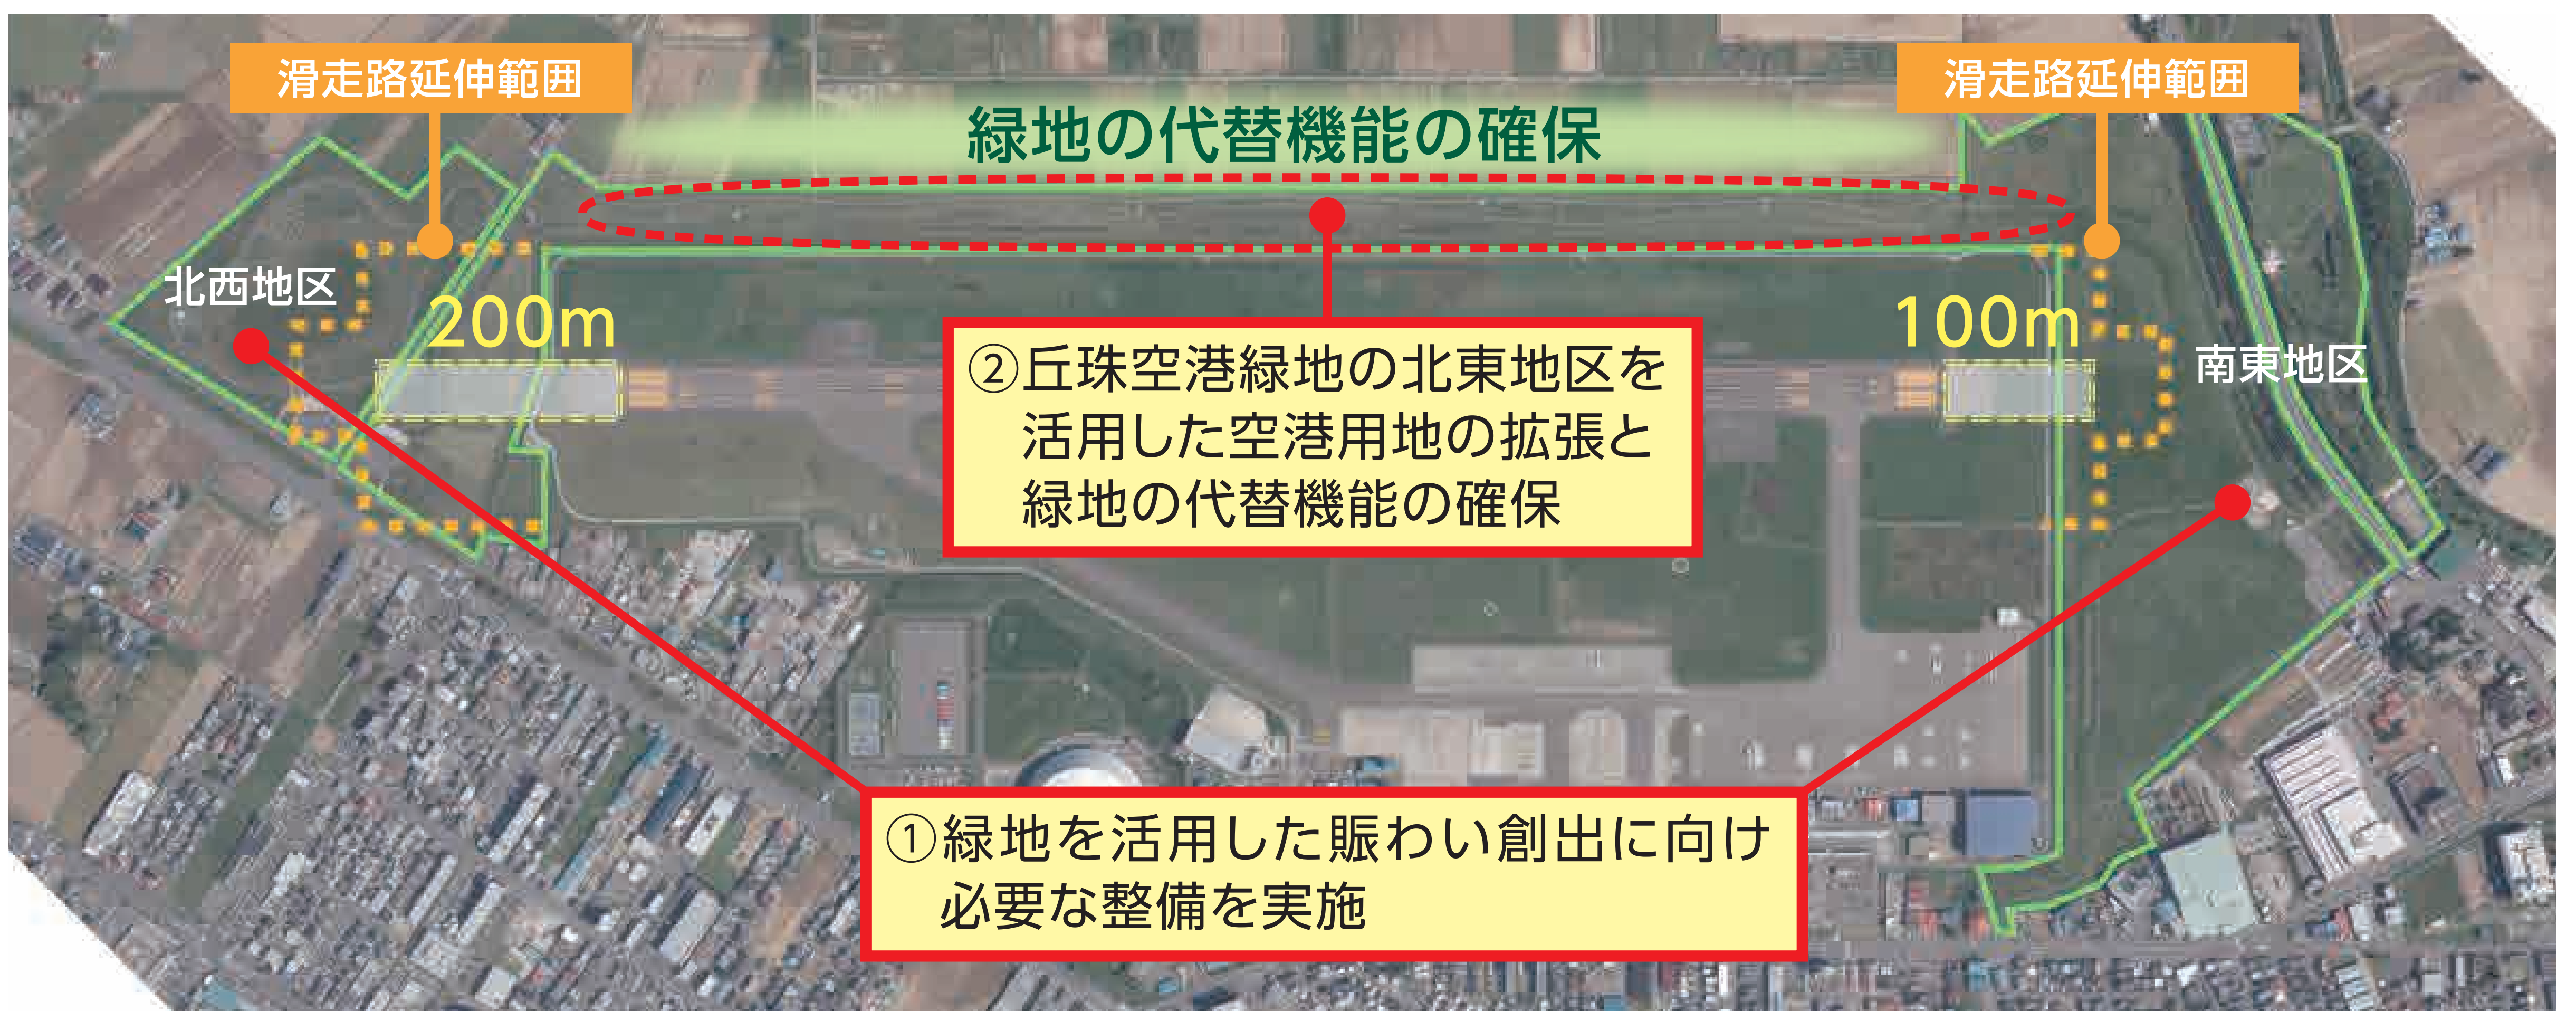 滑走路延伸範囲
滑走路延伸範囲
緑地の代替機能の確保
北西地区
200m
100m
南東地区
②丘珠空港緑地の北東地区を
活用した空港用地の拡張と
緑地の代替機能の確保
①緑地を活用した賑わい創出に向け
必要な整備を実施